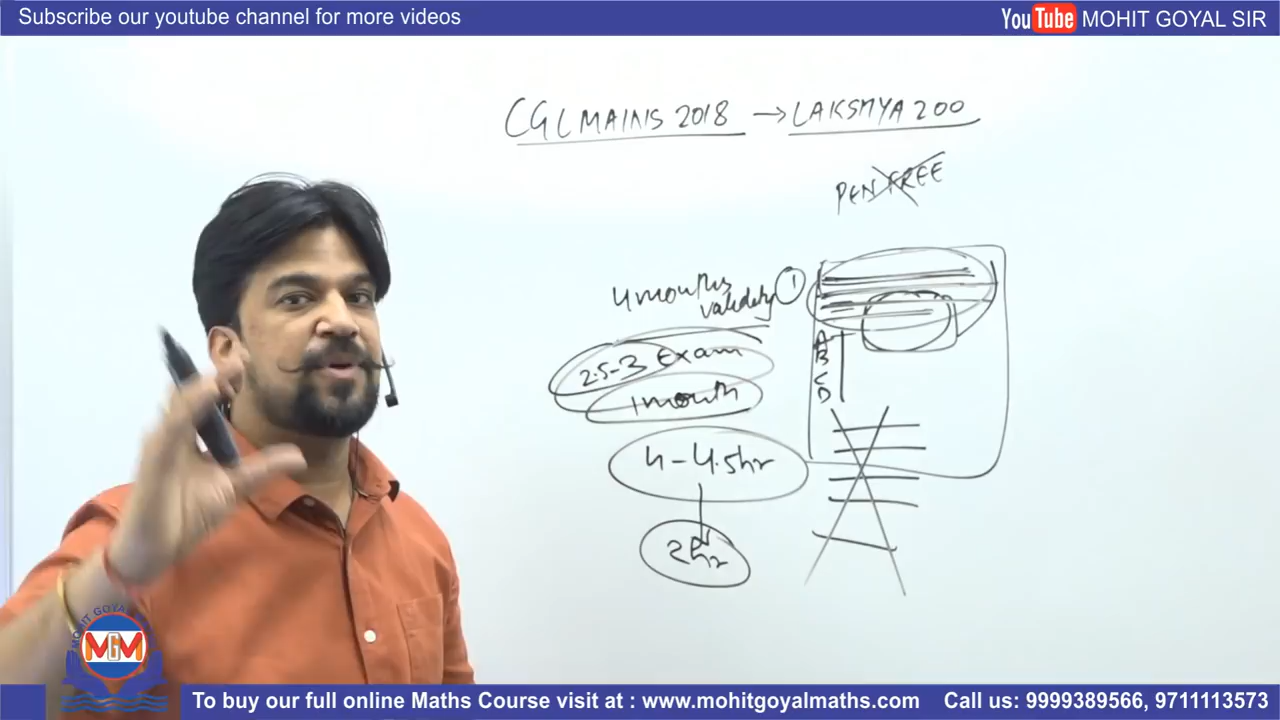 Subscribe our youtube channel for more videos
YouTube MOHIT GOYAL SIR
CGL MAINS 2018 → LAKSHYA 200
PEN FREE
4 months
validity
1
2.5-3 Exam
1 month
4-4.5hr
2hr
A
B
C
D
MOHIT GOYAL
MGM
To buy our full online Maths Course visit at : www.mohitgoyalmaths.com
Call us: 9999389566, 9711113573